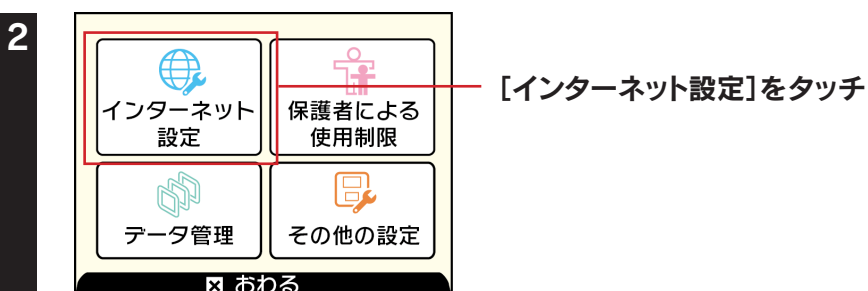 2
インターネット
設定
保護者による
使用制限
データ管理
その他の設定
おわる
[インターネット設定]をタッチ